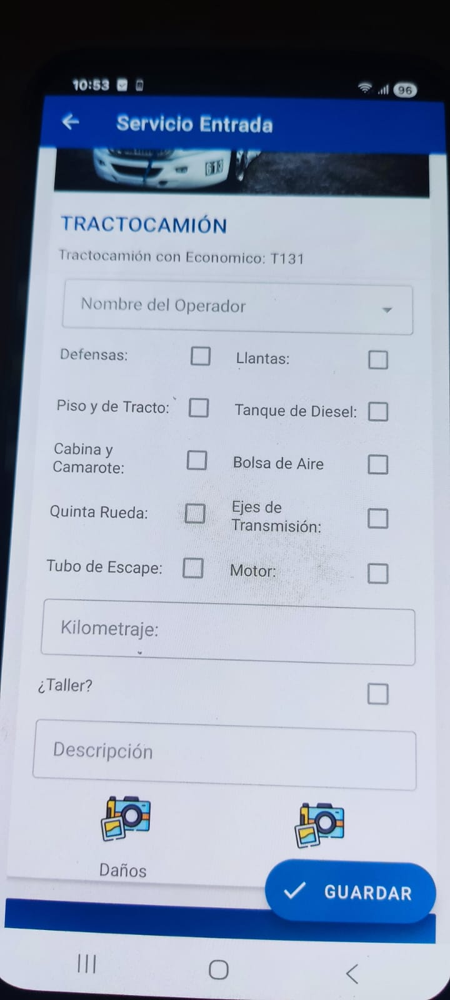 10:53
96
Servicio Entrada
613
TRACTOCAMIÓN
Tractocamión con Economico: T131
Nombre del Operador
Defensas:
Llantas:
Piso y de Tracto:
Tanque de Diesel:
Cabina y
Camarote:
Bolsa de Aire
Quinta Rueda:
Ejes de
Transmisión:
Tubo de Escape:
Motor:
Kilometraje:
¿Taller?
Descripción
Daños
GUARDAR